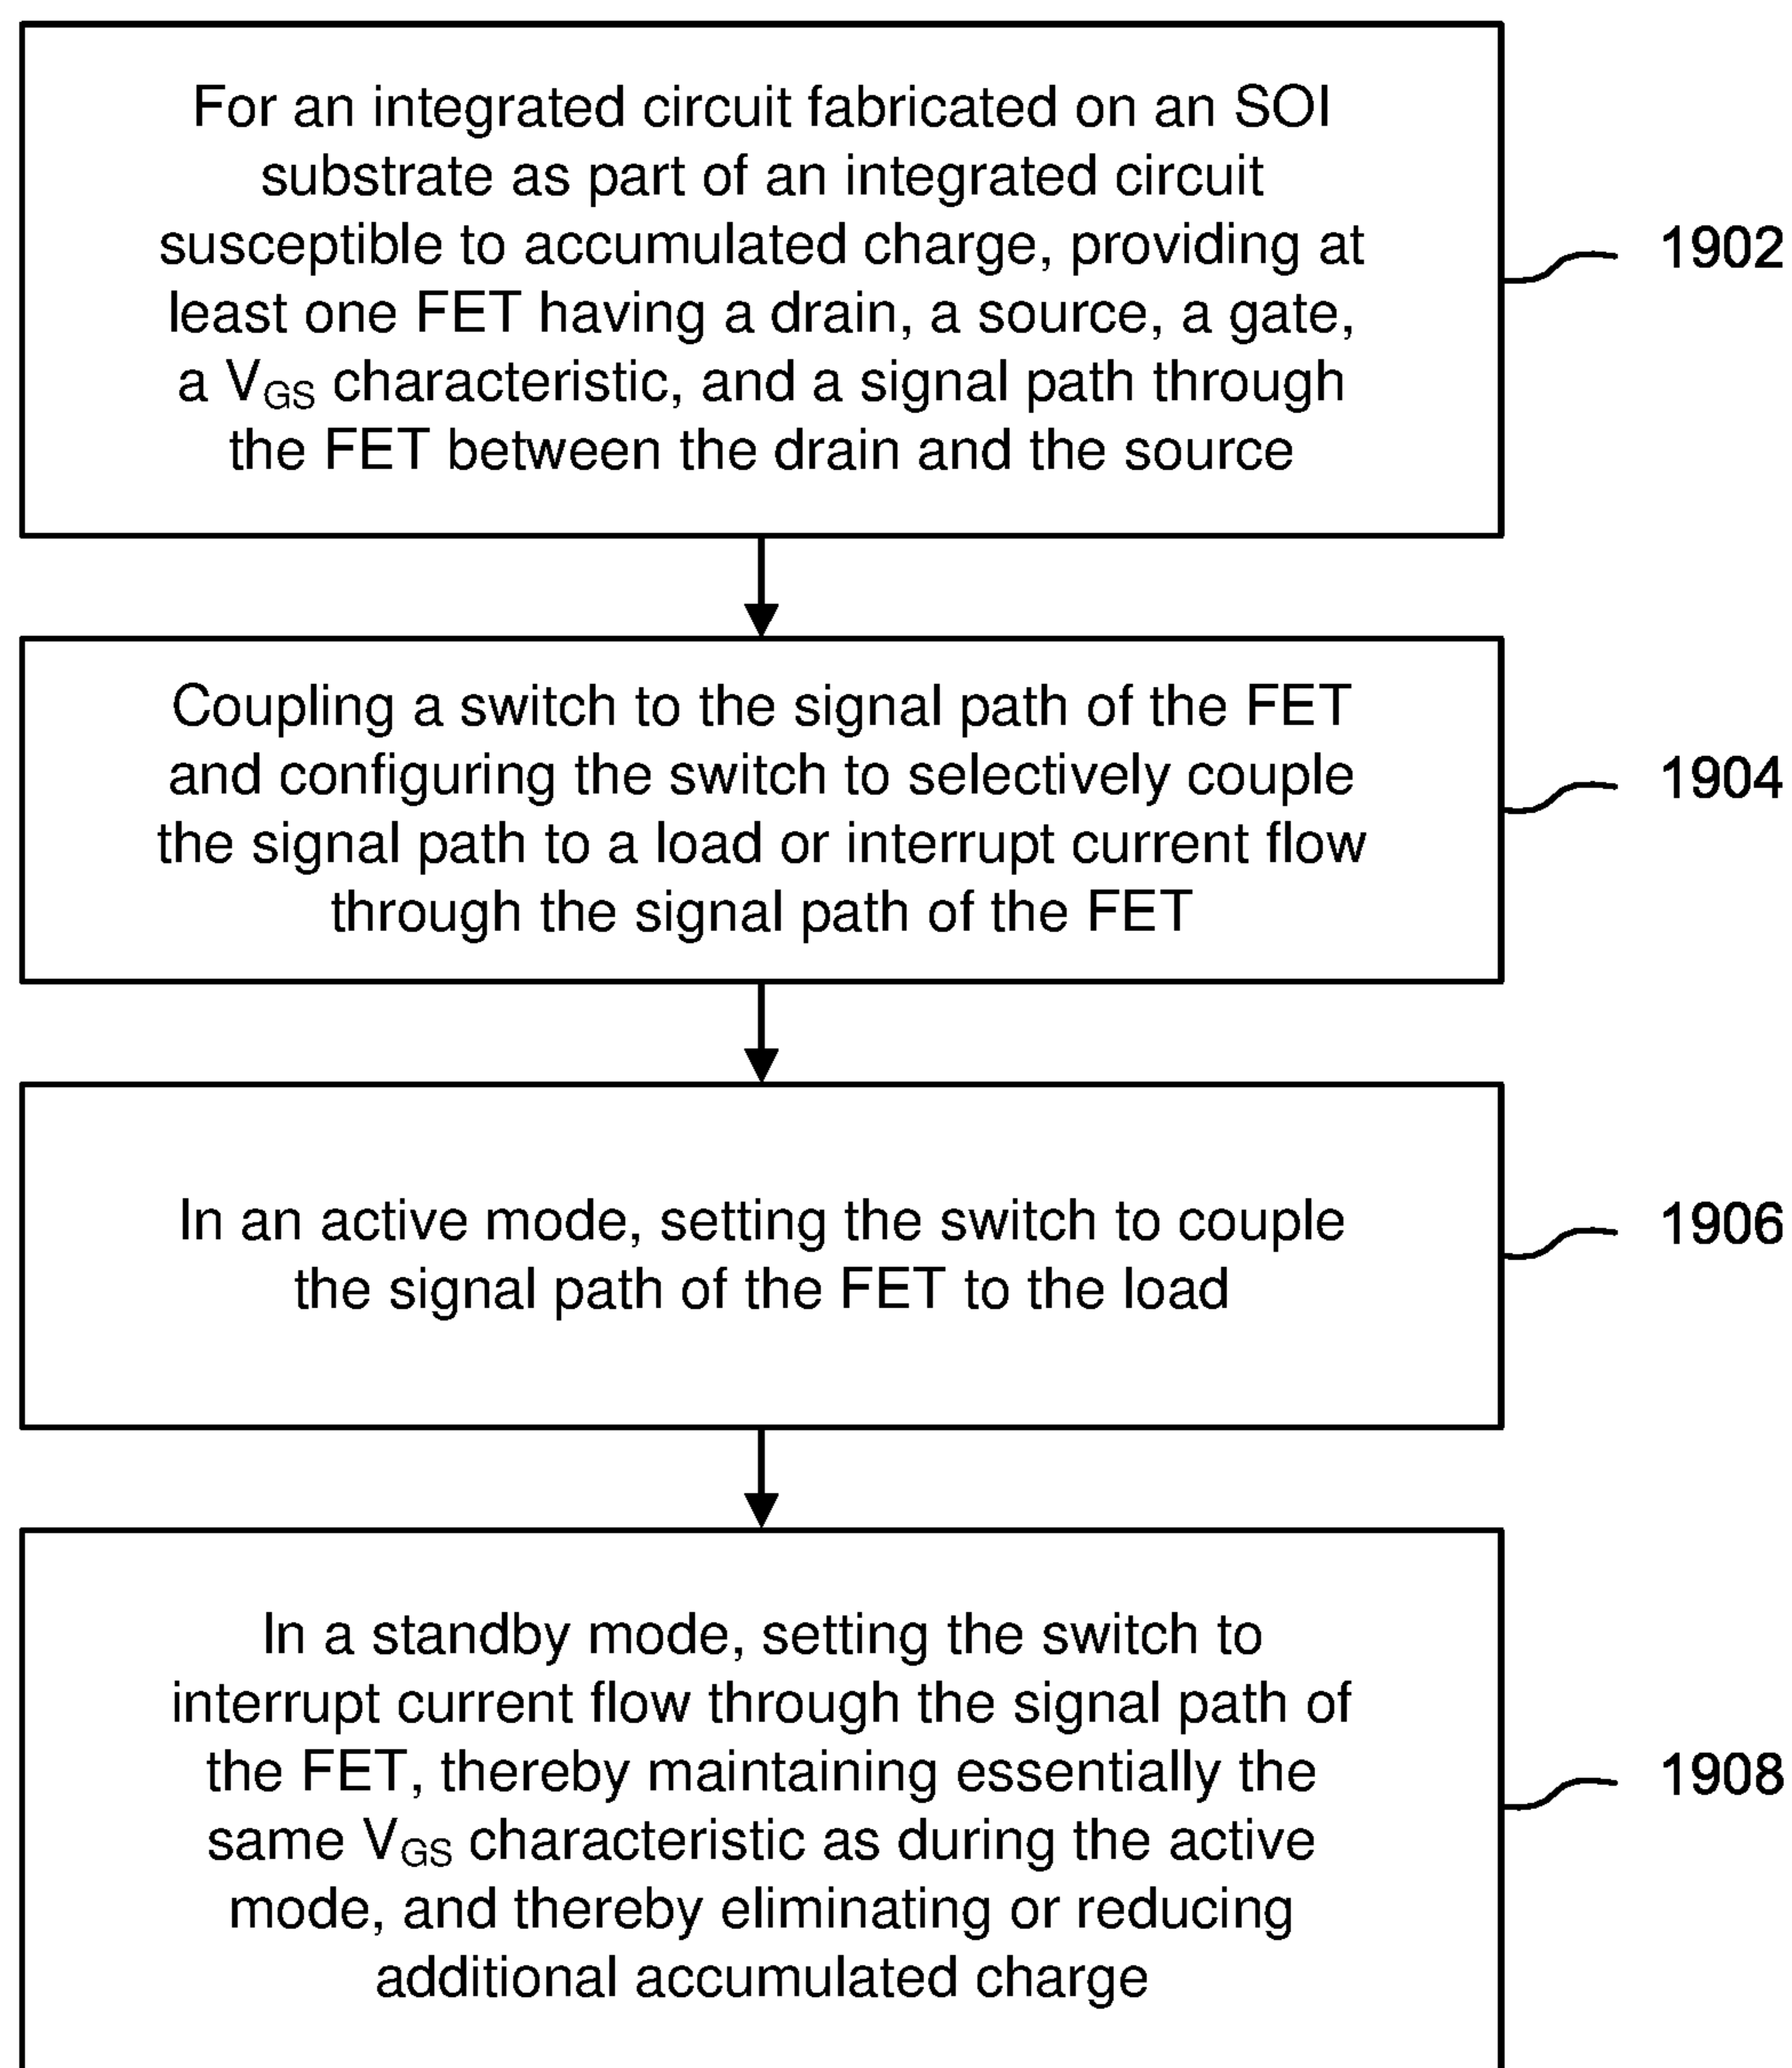 For an integrated circuit fabricated on an SOI
substrate as part of an integrated circuit
susceptible to accumulated charge, providing at
least one FET having a drain, a source, a gate,
a VGS characteristic, and a signal path through
the FET between the drain and the source
1902
Coupling a switch to the signal path of the FET
and configuring the switch to selectively couple
the signal path to a load or interrupt current flow
through the signal path of the FET
1904
In an active mode, setting the switch to couple
the signal path of the FET to the load
1906
In a standby mode, setting the switch to
interrupt current flow through the signal path of
the FET, thereby maintaining essentially the
same VGS characteristic as during the active
mode, and thereby eliminating or reducing
additional accumulated charge
1908